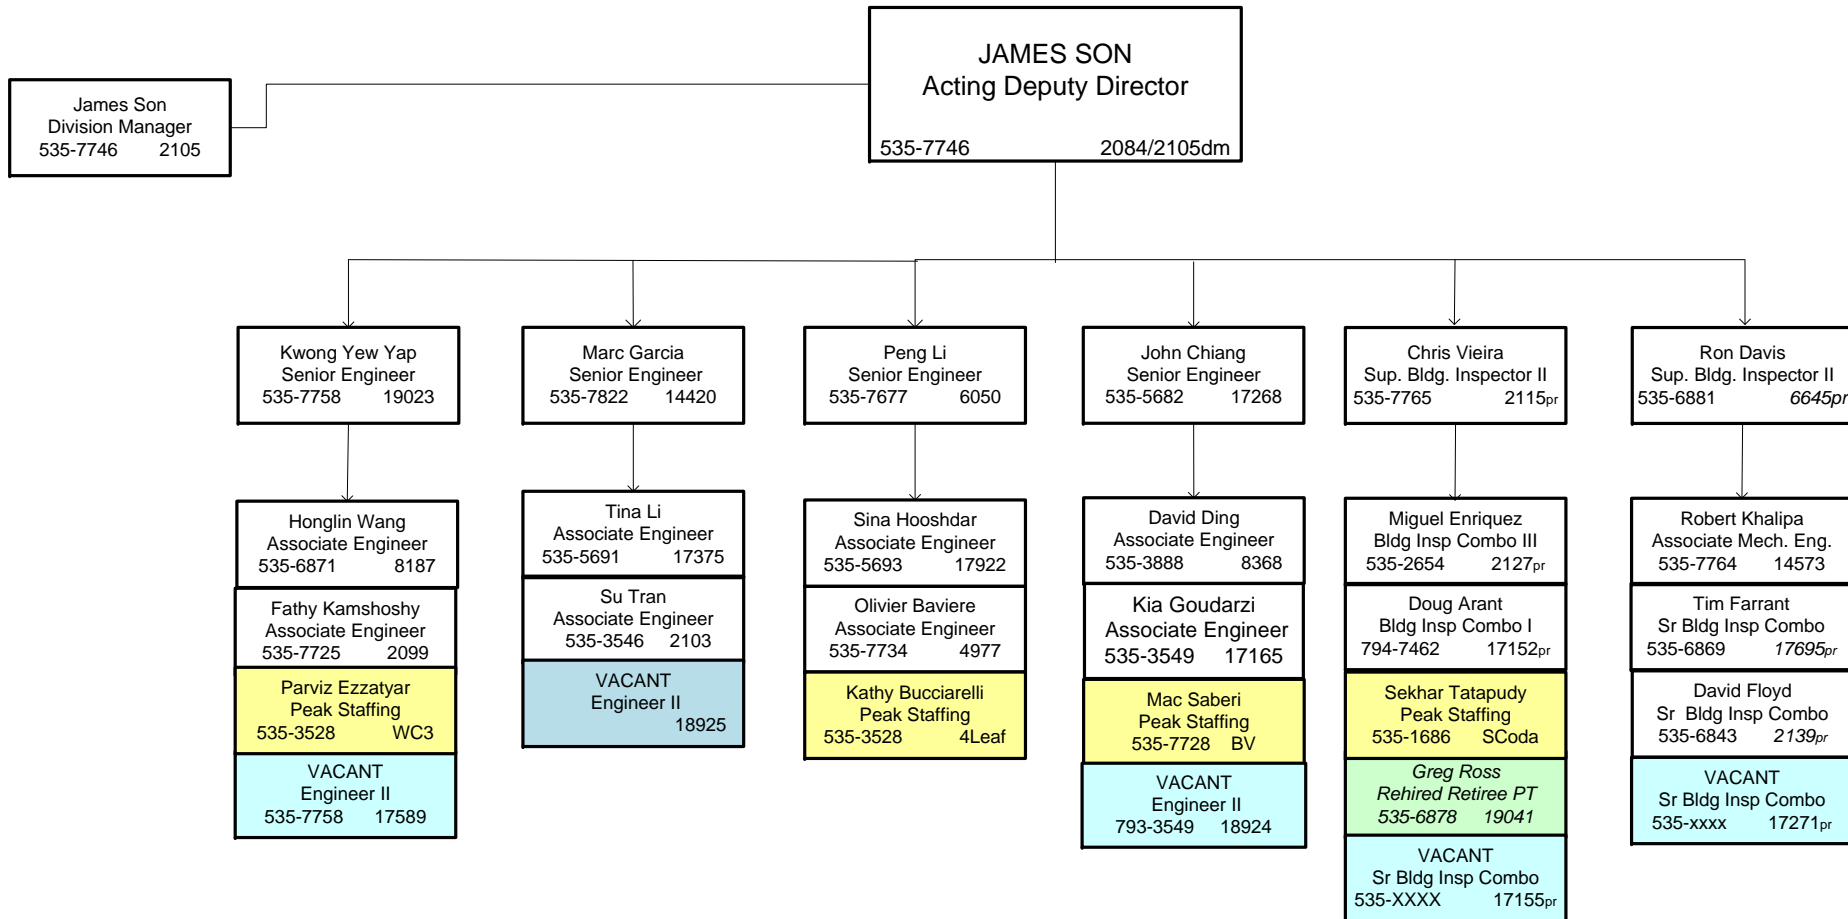 JAMES SON
Acting Deputy Director
535-7746 2084/2105dm
James Son
Division Manager
535-7746 2105
Kwong Yew Yap
Senior Engineer
535-7758 19023
Marc Garcia
Senior Engineer
535-7822 14420
Peng Li
Senior Engineer
535-7677 6050
John Chiang
Senior Engineer
535-5682 17268
Chris Vieira
Sup. Bldg. Inspector II
535-7765 2115pr
Ron Davis
Sup. Bldg. Inspector II
535-6881 6645pr
Honglin Wang
Associate Engineer
535-6871 8187
Fathy Kamshoshy
Associate Engineer
535-7725 2099
Parviz Ezzatyar
Peak Staffing
535-3528 WC3
VACANT
Engineer II
535-7758 17589
Tina Li
Associate Engineer
535-5691 17375
Su Tran
Associate Engineer
535-3546 2103
VACANT
Engineer II
18925
Sina Hooshdar
Associate Engineer
535-5693 17922
Olivier Baviere
Associate Engineer
535-7734 4977
Kathy Bucciarelli
Peak Staffing
535-3528 4Leaf
David Ding
Associate Engineer
535-3888 8368
Kia Goudarzi
Associate Engineer
535-3549 17165
Mac Saberi
Peak Staffing
535-7728 BV
VACANT
Engineer II
793-3549 18924
Miguel Enriquez
Bldg Insp Combo III
535-2654 2127pr
Doug Arant
Bldg Insp Combo I
794-7462 17152pr
Sekhar Tatapudy
Peak Staffing
535-1686 SCoda
Greg Ross
Rehired Retiree PT
535-6878 19041
VACANT
Sr Bldg Insp Combo
535-XXXX 17155pr
Robert Khalipa
Associate Mech. Eng.
535-7764 14573
Tim Farrant
Sr Bldg Insp Combo
535-6869 17695pr
David Floyd
Sr Bldg Insp Combo
535-6843 2139pr
VACANT
Sr Bldg Insp Combo
535-xxxx 17271pr